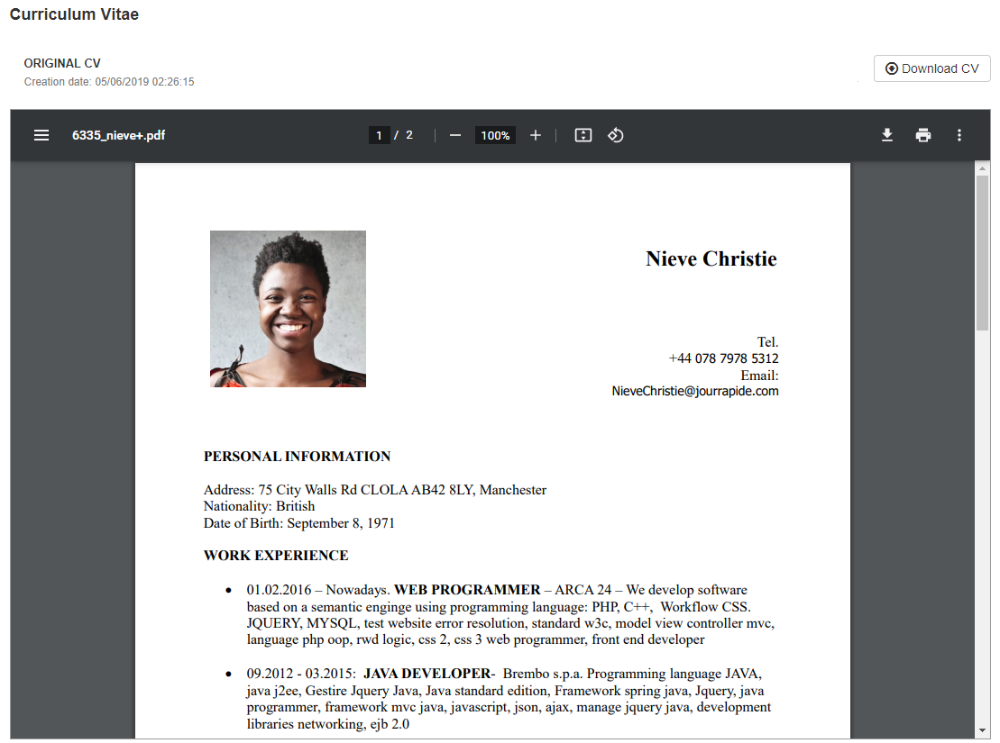 Curriculum Vitae
ORIGINAL CV
Creation date: 05/06/2019 02:26:15
Download CV
6335_nieve+.pdf
1 / 2
100%
Nieve Christie
Tel.
+44 078 7978 5312
Email:
NieveChristie@jourrapide.com
PERSONAL INFORMATION
Address: 75 City Walls Rd CLOLA AB42 8LY, Manchester
Nationality: British
Date of Birth: September 8, 1971
WORK EXPERIENCE
• 01.02.2016 – Nowadays. WEB PROGRAMMER – ARCA 24 – We develop software
based on a semantic enginge using programming language: PHP, C++, Workflow CSS.
JQUERY, MYSQL, test website error resolution, standard w3c, model view controller mvc,
language php oop, rwd logic, css 2, css 3 web programmer, front end developer
• 09.2012 - 03.2015: JAVA DEVELOPER- Brembo s.p.a. Programming language JAVA,
java j2ee, Gestire Jquery Java, Java standard edition, Framework spring java, Jquery, java
programmer, framework mvc java, javascript, json, ajax, manage jquery java, development
libraries networking, ejb 2.0